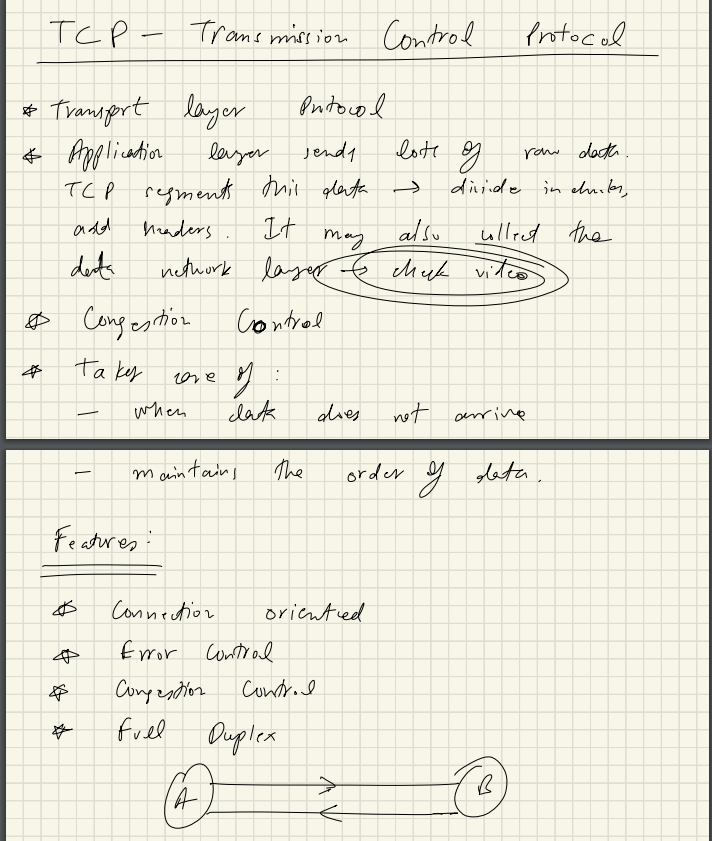 TCP – Transmission Control Protocol
* Transport layer Protocol
* Application layer sends lots of raw data.
TCP segments this data → divide in chunks,
add headers. It may also collect the
data network layer → check video
* Congestion Control
* Takes care of :
– when data does not arrive
– maintains the order of data.
Features:
* Connection oriented
* Error Control
* Congestion Control
* Full Duplex
A B